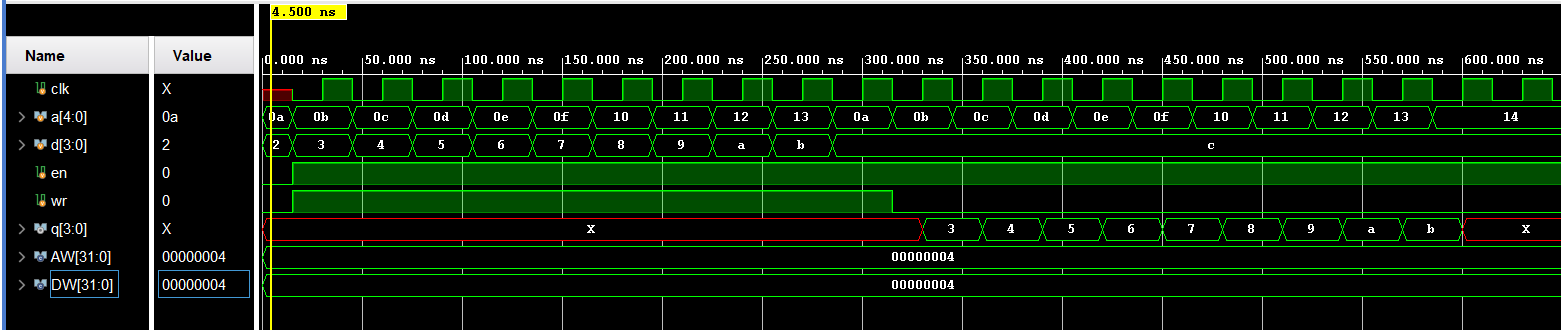 4.500 ns
Name Value
0.000 ns 50.000 ns 100.000 ns 150.000 ns 200.000 ns 250.000 ns 300.000 ns 350.000 ns 400.000 ns 450.000 ns 500.000 ns 550.000 ns 600.000 ns
clk X
a[4:0] 0a 0a 0b 0c 0d 0e 0f 10 11 12 13 0a 0b 0c 0d 0e 0f 10 11 12 13 14
d[3:0] 2 2 3 4 5 6 7 8 9 a b c
en 0
wr 0
q[3:0] X X 3 4 5 6 7 8 9 a b X
AW[31:0] 00000004 00000004
DW[31:0] 00000004 00000004